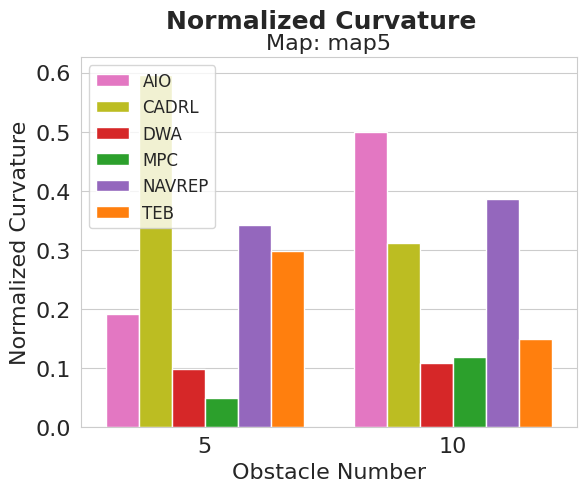 Normalized Curvature
Map: map5
0.6
0.5
0.4
0.3
0.2
0.1
0.0
Normalized Curvature
AIO
CADRL
DWA
MPC
NAVREP
TEB
5
10
Obstacle Number